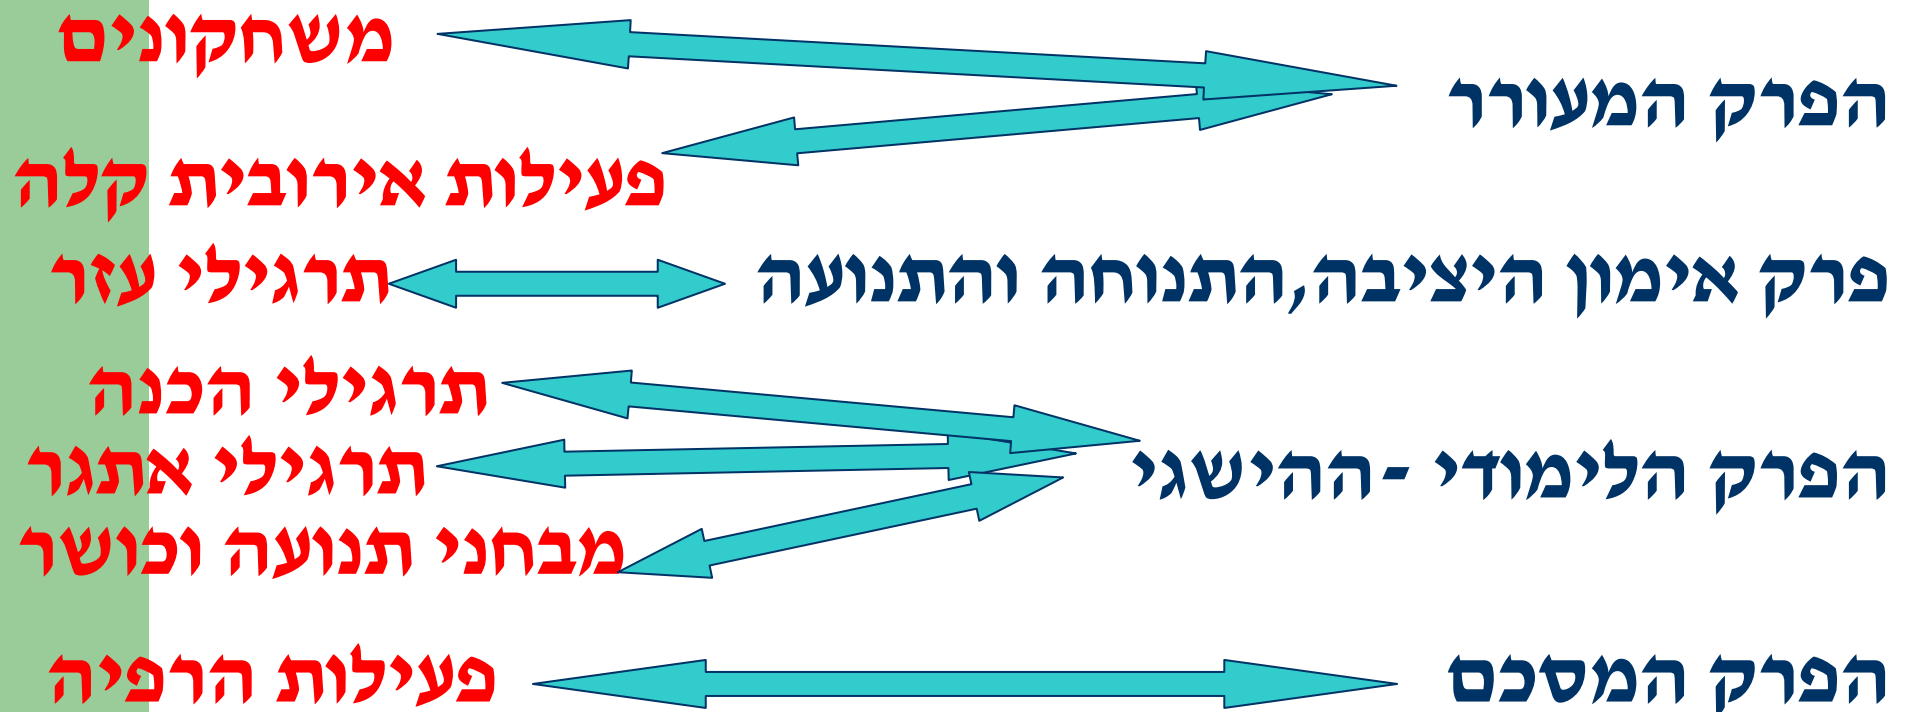 משחקונים
הפרק המעורר
פעילות אירובית קלה
פרק אימון היציבה,התנוחה והתנועה
תרגילי עזר
תרגילי הכנה
הפרק הלימודי -ההישגי
תרגילי אתגר
מבחני תנועה וכושר
הפרק המסכם
פעילות הרפיה